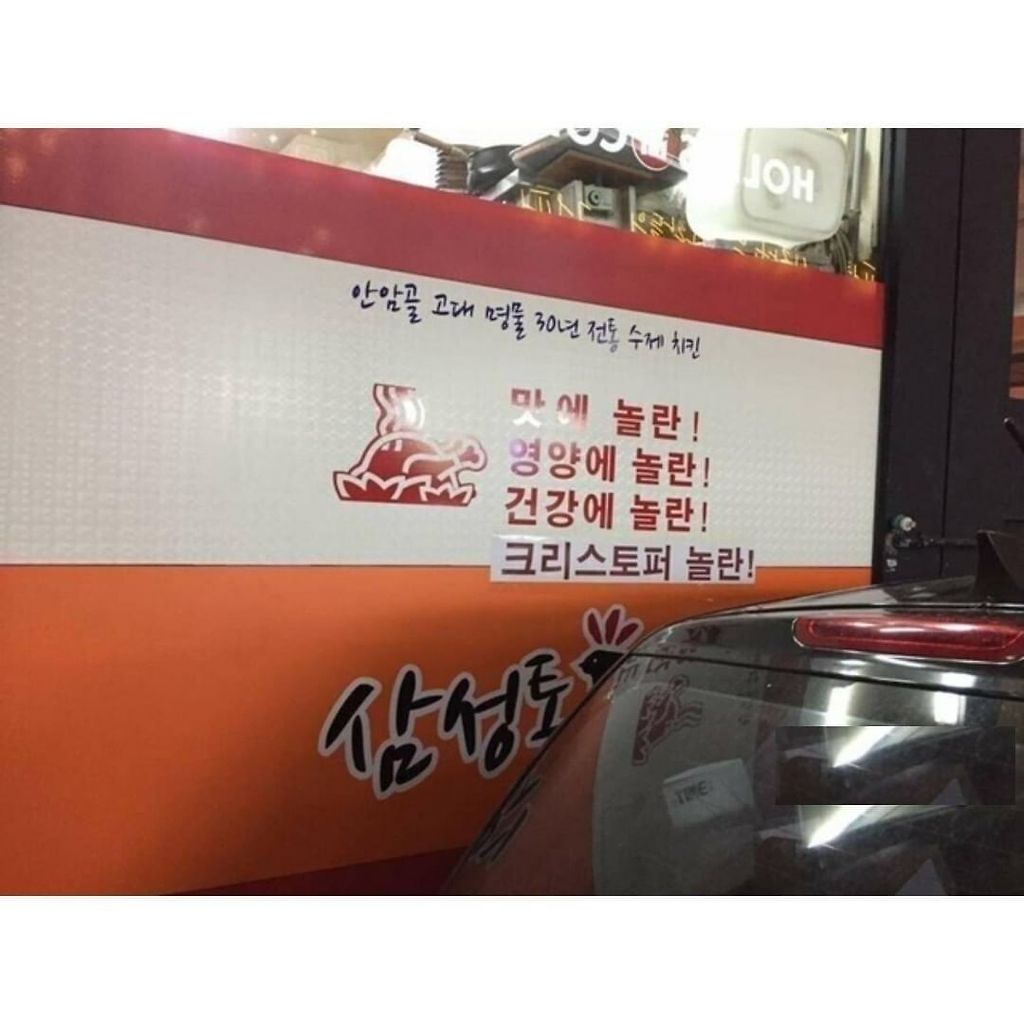 HOL
안암골 고대 명물 30년 전통 수제 치킨
맛에 놀란!
영양에 놀란!
건강에 놀란!
크리스토퍼 놀란!
삼성토